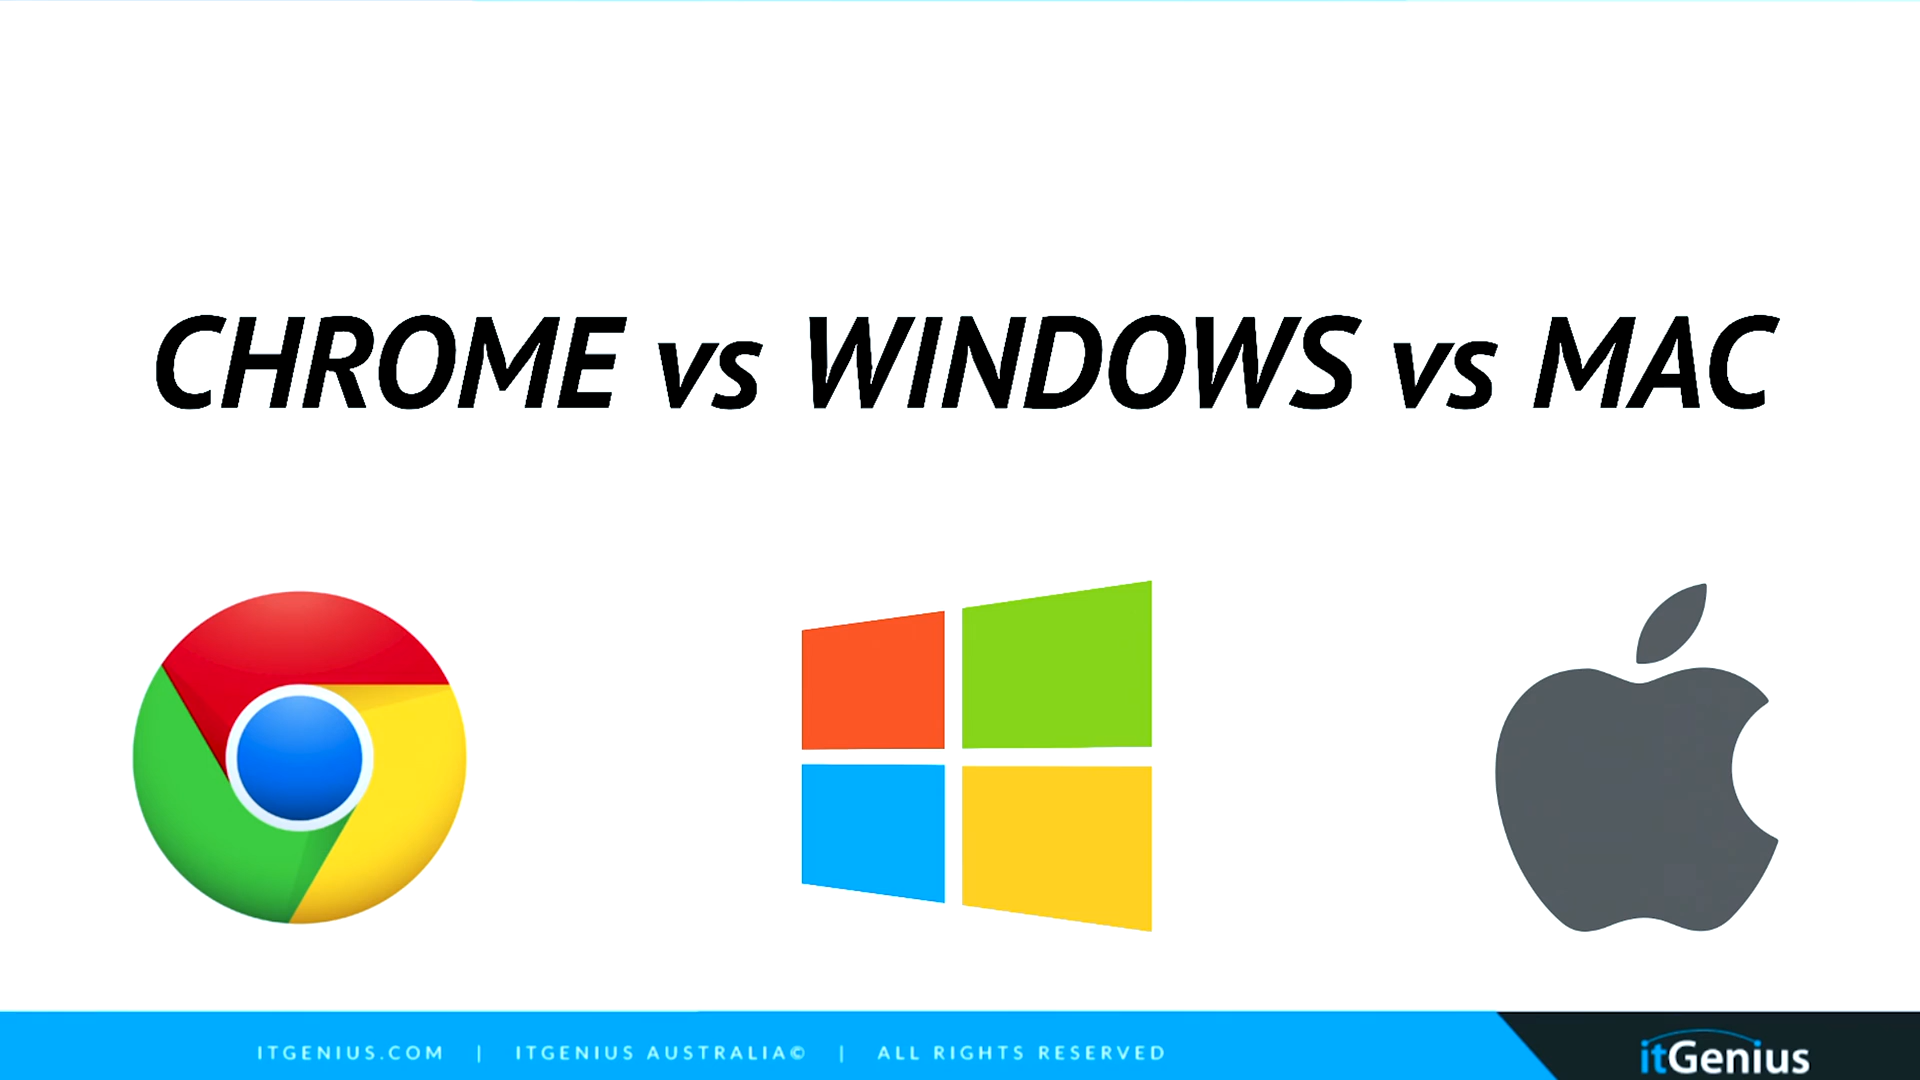 CHROME vs WINDOWS vs MAC
ITGENIUS.COM | ITGENIUS AUSTRALIA© | ALL RIGHTS RESERVED
itGenius